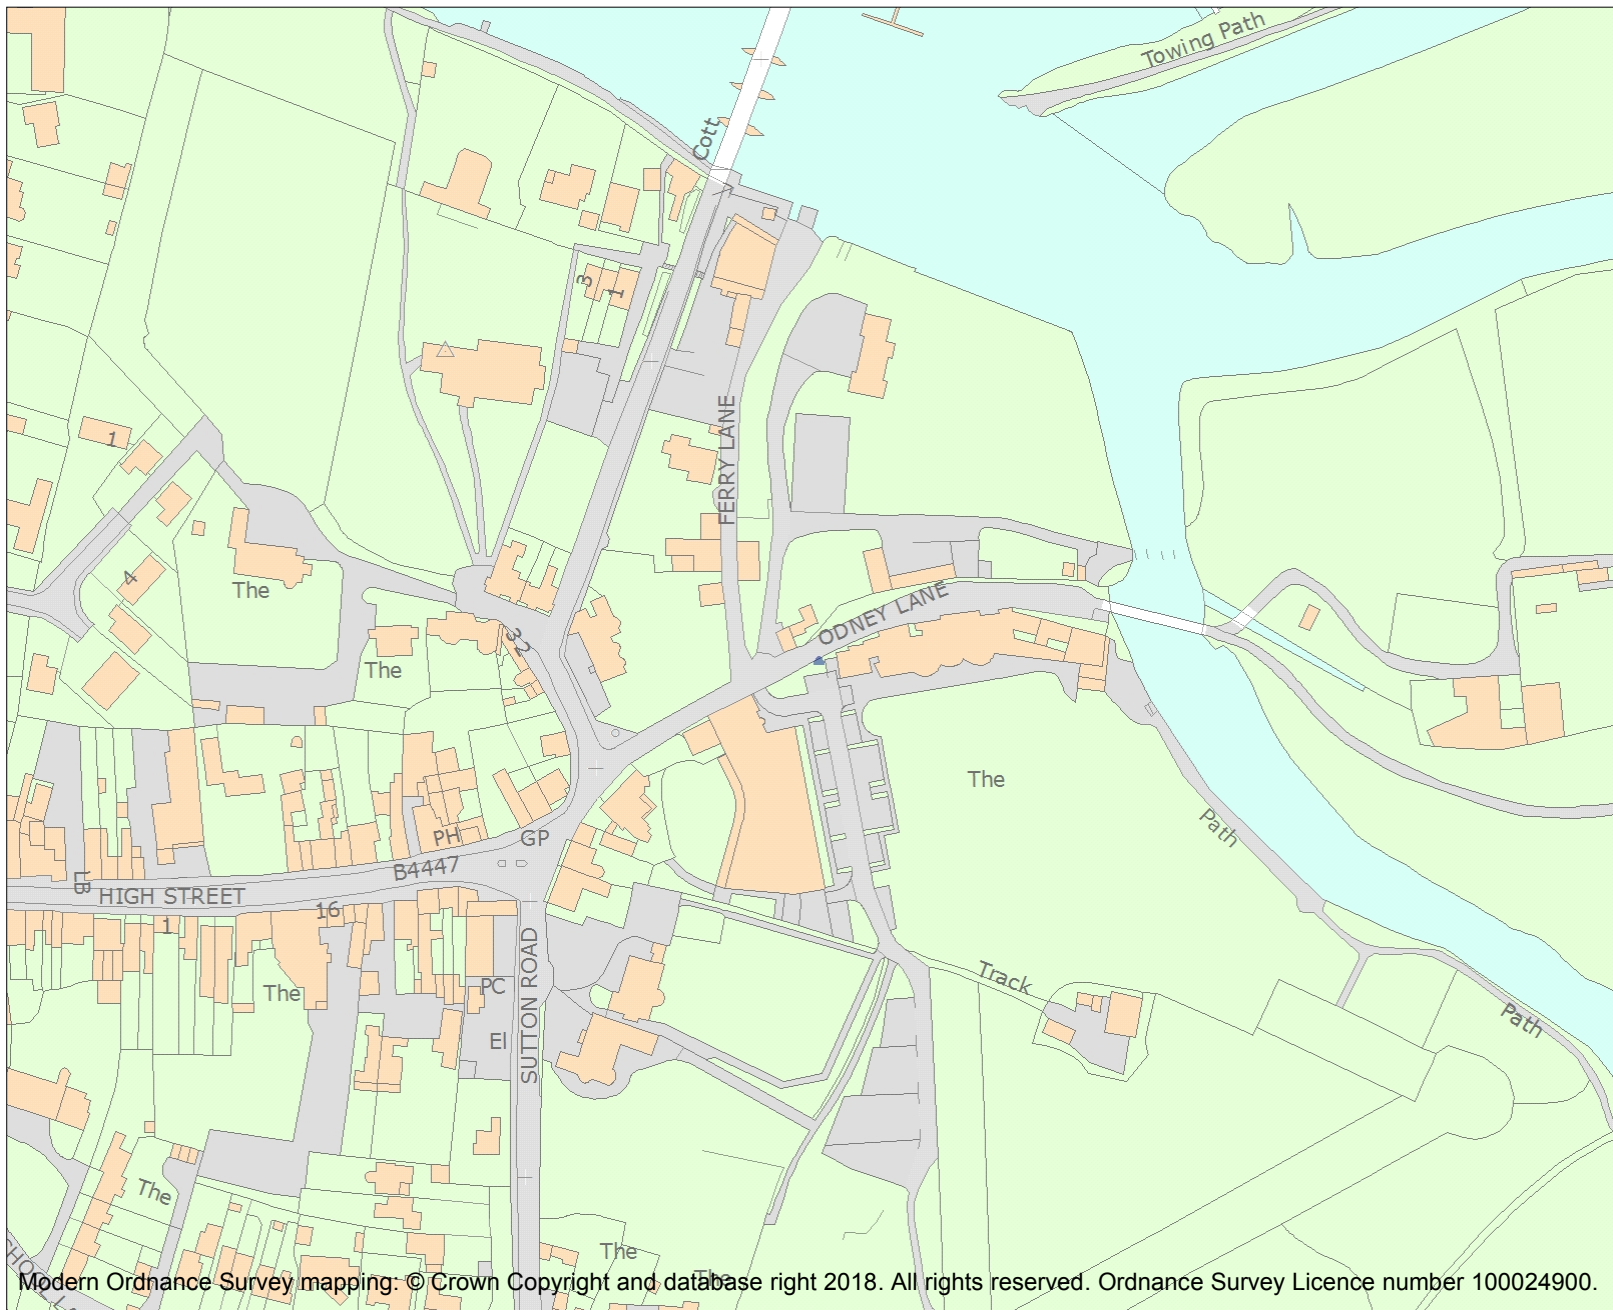 Towing Path
Cott
3
1
FERRY LANE
1
4
The
ODNEY LANE
32
The
The
Path
PH
GP
B4447
LB
HIGH STREET
16
1
Track
The
PC
Path
El
SUTTON ROAD
The
The
The
Modern Ordnance Survey mapping: © Crown Copyright and database right 2018. All rights reserved. Ordnance Survey Licence number 100024900.